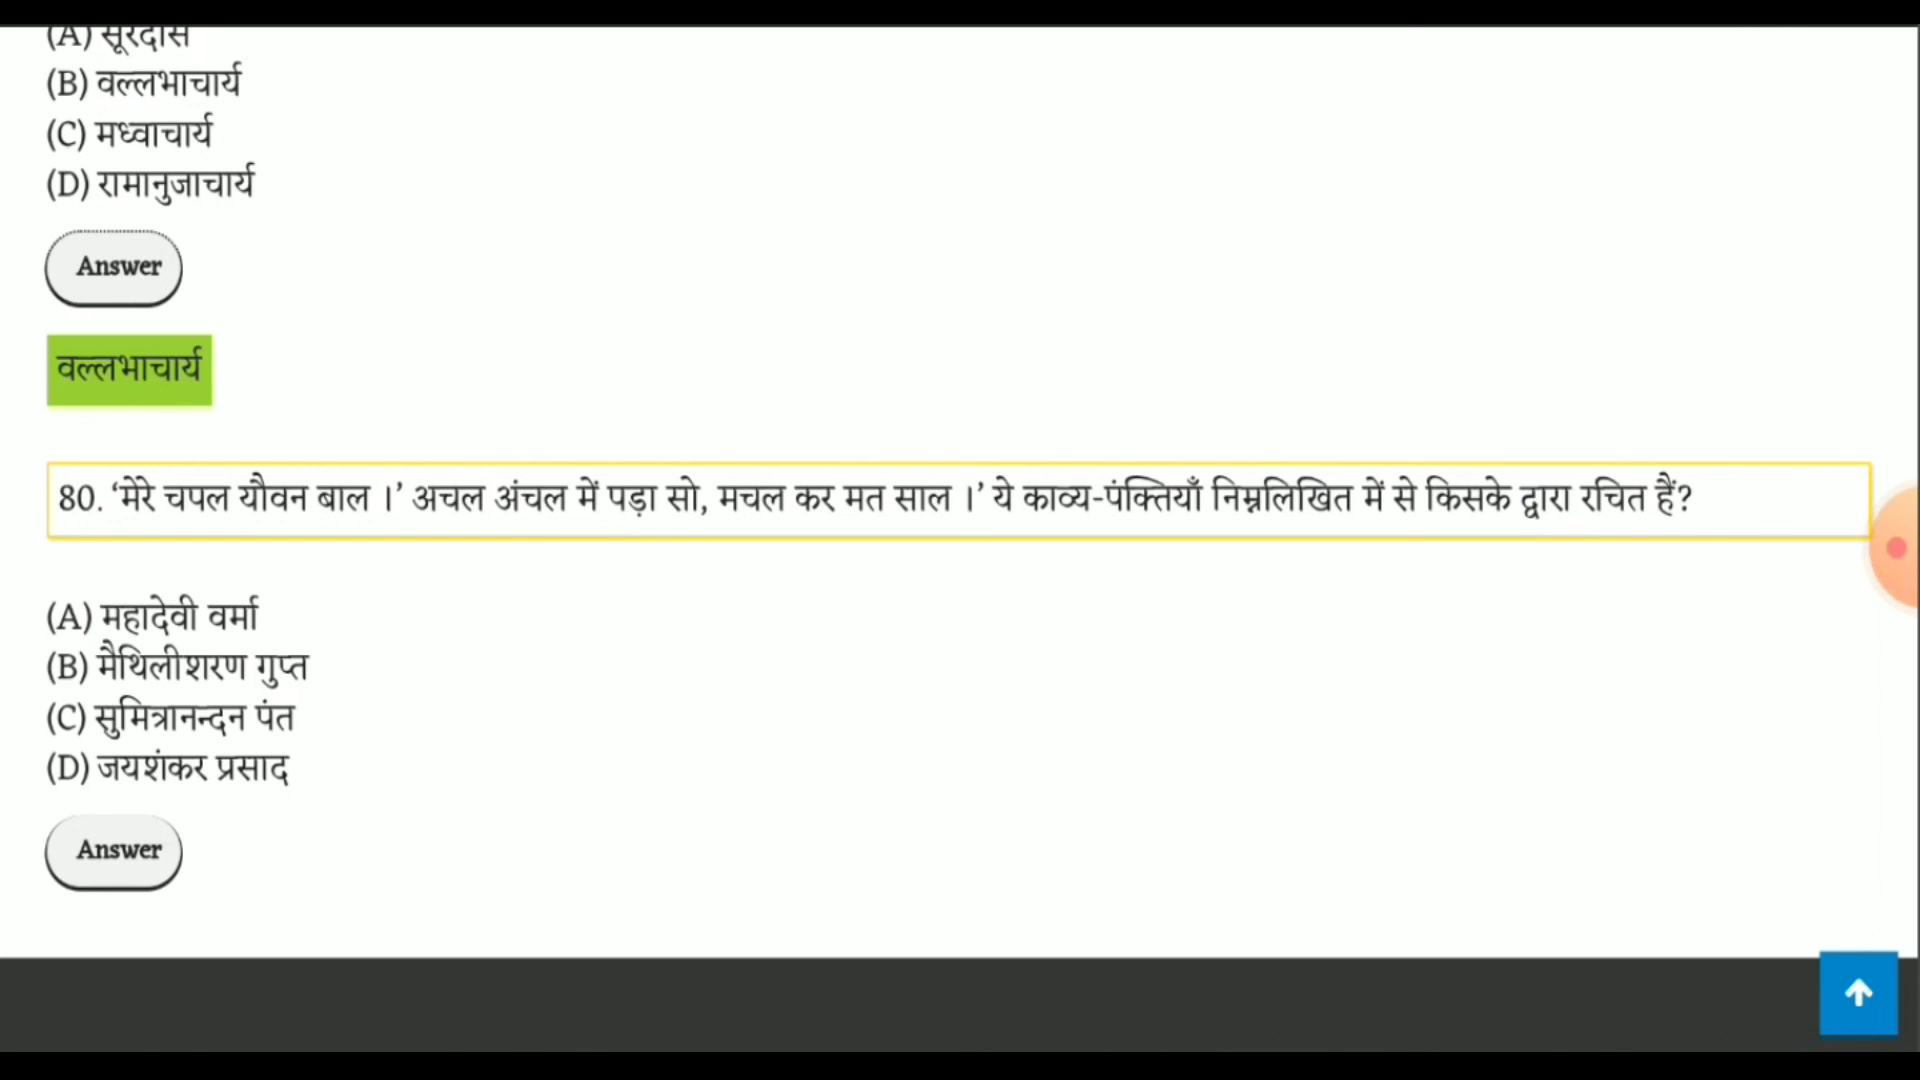 (A) सूरदास
(B) वल्लभाचार्य
(C) मध्वाचार्य
(D) रामानुजाचार्य
Answer
वल्लभाचार्य
80. ‘मेरे चपल यौवन बाल ।’ अचल अंचल में पड़ा सो, मचल कर मत साल ।’ ये काव्य-पंक्तियाँ निम्नलिखित में से किसके द्वारा रचित हैं?
(A) महादेवी वर्मा
(B) मैथिलीशरण गुप्त
(C) सुमित्रानन्दन पंत
(D) जयशंकर प्रसाद
Answer